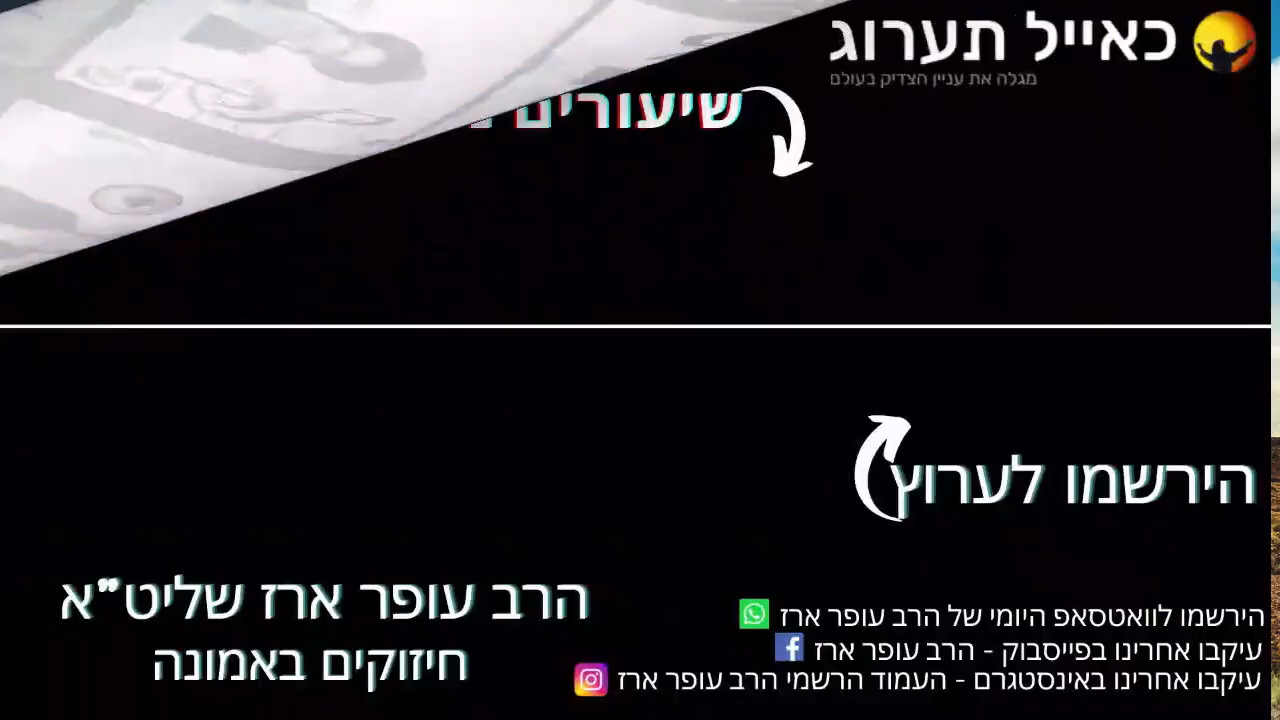 כאייל תערוג
מגלה את עניין הצדיק בעולם
שיעורים
הירשמו לערוץ
הרב עופר ארז שליט"א
חיזוקים באמונה
הירשמו לוואטסאפ היומי של הרב עופר ארז
עיקבו אחרינו בפייסבוק - הרב עופר ארז
עיקבו אחרינו באינסטגרם - העמוד הרשמי הרב עופר ארז